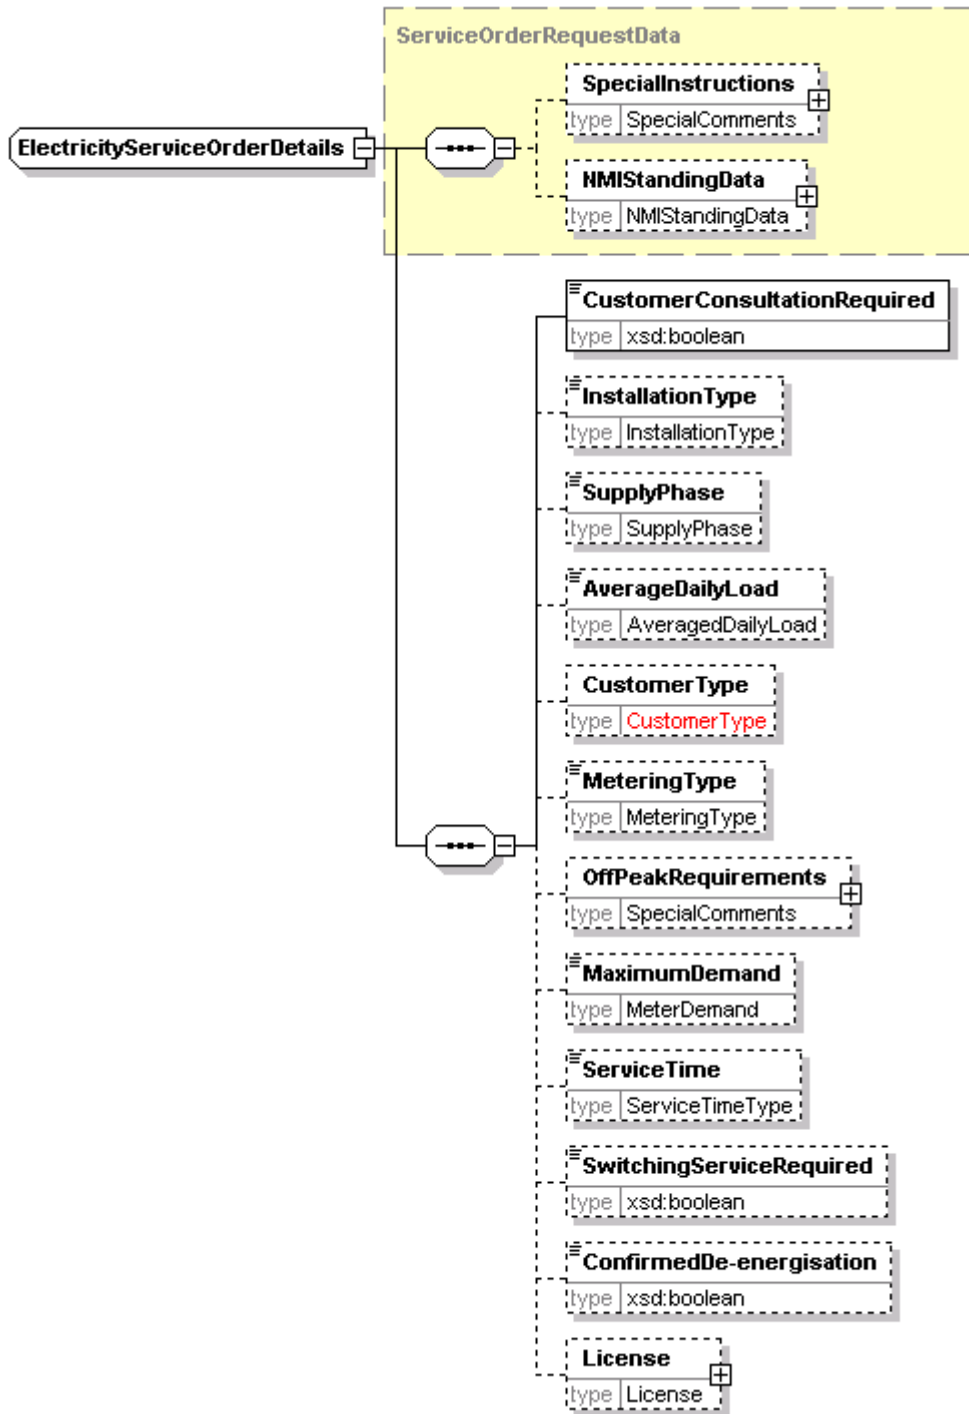 ServiceOrderRequestData
SpecialInstructions
type SpecialComments
ElectricityServiceOrderDetails
NMIStandingData
type NMIStandingData
CustomerConsultationRequired
type xsd:boolean
InstallationType
type InstallationType
SupplyPhase
type SupplyPhase
AverageDailyLoad
type AveragedDailyLoad
CustomerType
type CustomerType
MeteringType
type MeteringType
OffPeakRequirements
type SpecialComments
MaximumDemand
type MeterDemand
ServiceTime
type ServiceTimeType
SwitchingServiceRequired
type xsd:boolean
ConfirmedDe-energisation
type xsd:boolean
License
type License